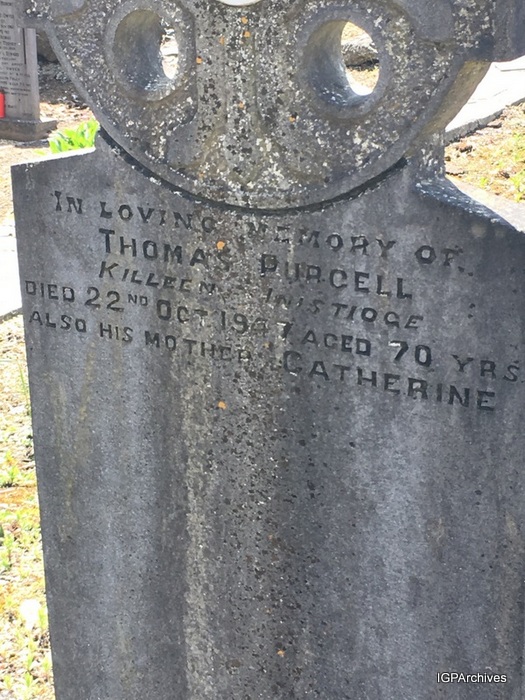 IN LOVING MEMORY OF
THOMAS PURCELL
KILLEEN INISTIOGE
DIED 22ND OCT 1947 AGED 70 YRS
ALSO HIS MOTHER CATHERINE
IGPArchives